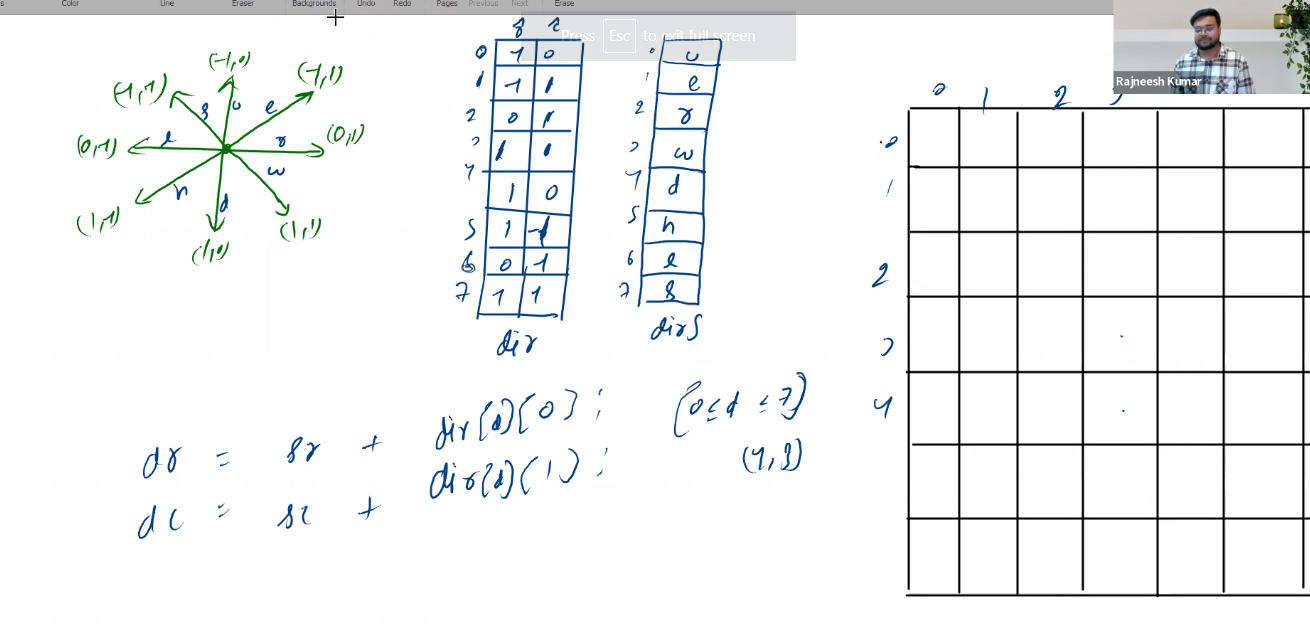 Color Line Eraser Backgrounds Undo Redo Pages Previous Next Erase
Press Esc to exit full screen
Rajneesh Kumar
(-1,0)
(-1,-1) (-1,1)
s u e
(0,-1) l r (0,1)
n d w
(1,-1) (1,0) (1,1)
r c
0 -1 0
1 -1 1
2 0 1
3 1 1
4 1 0
5 1 -1
6 0 -1
7 -1 -1
dir
0 u
1 e
2 r
3 w
4 d
5 n
6 l
7 s
dirS
0 1 2 3
0
1
2
3
4
dr = sr + dir[d][0]; [0≤d≤7]
dc = sc + dir[d][1]; (4,3)